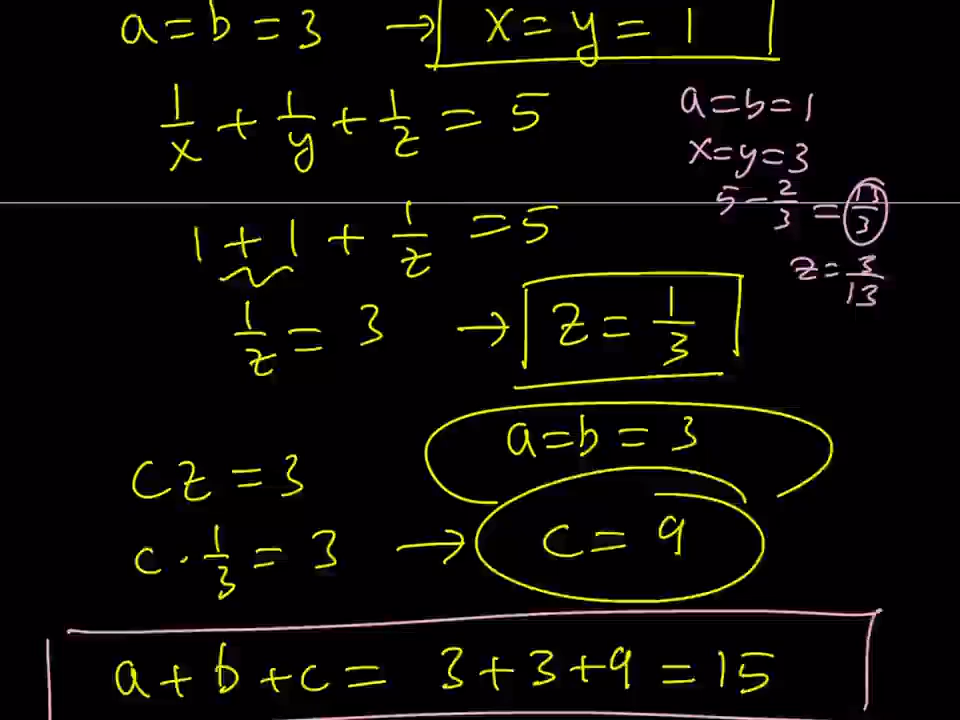 a = b = 3 → x = y = 1
1/x + 1/y + 1/z = 5
a = b = 1
x = y = 3
5 - 2/3 = 13/3
z = 3/13
1 + 1 + 1/z = 5
1/z = 3 → z = 1/3
a = b = 3
cz = 3
c · 1/3 = 3 → c = 9
a + b + c = 3 + 3 + 9 = 15